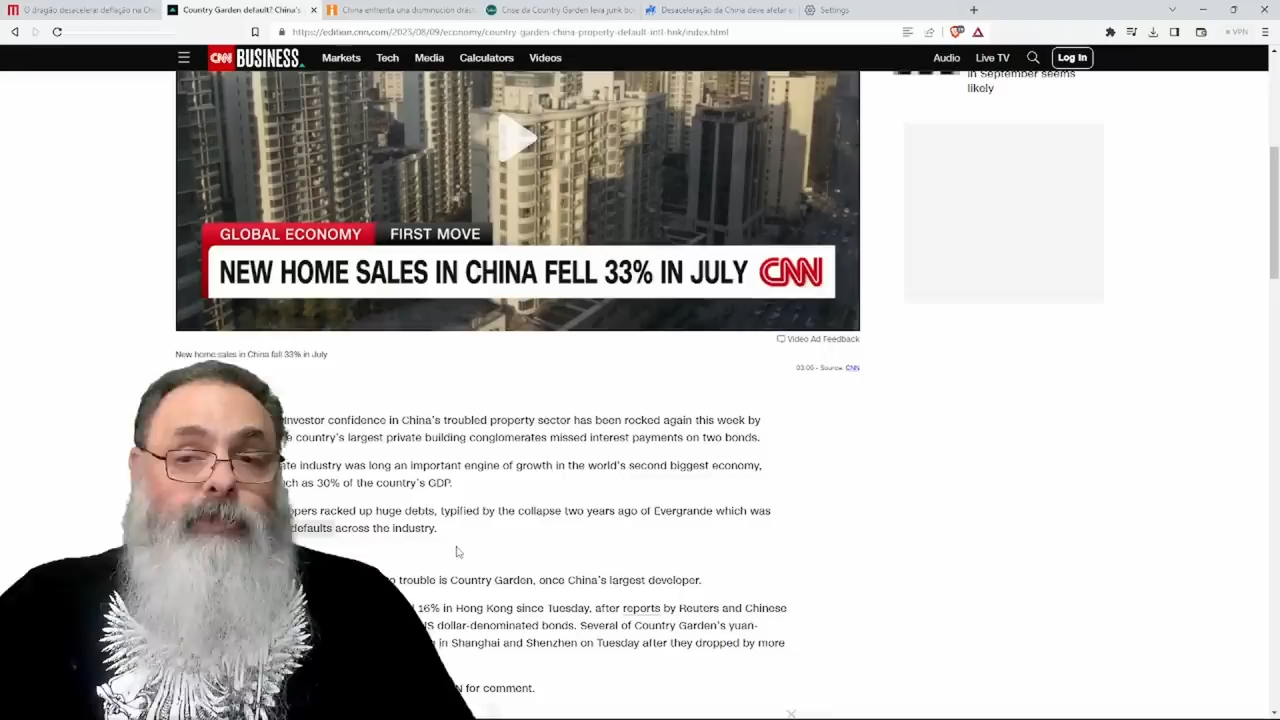 O dragão desacelera! deflação na Chi
Country Garden default? China's
China enfrenta una disminución drást
Crise da Country Garden leva junk bo
Desaceleração da China deve afetar e
Settings
https://edition.cnn.com/2023/08/09/economy/country-garden-china-property-default-intl-hnk/index.html
VPN
CNN BUSINESS Markets Tech Media Calculators Videos Audio Live TV Log In
in September seems
likely
GLOBAL ECONOMY FIRST MOVE
NEW HOME SALES IN CHINA FELL 33% IN JULY CNN
Video Ad Feedback
New home sales in China fall 33% in July
03:06 - Source: CNN
Investor confidence in China's troubled property sector has been rocked again this week by
country's largest private building conglomerates missed interest payments on two bonds.
industry was long an important engine of growth in the world's second biggest economy,
as 30% of the country's GDP.
racked up huge debts, typified by the collapse two years ago of Evergrande which was
defaults across the industry.
trouble is Country Garden, once China's largest developer.
16% in Hong Kong since Tuesday, after reports by Reuters and Chinese
dollar-denominated bonds. Several of Country Garden's yuan-
in Shanghai and Shenzhen on Tuesday after they dropped by more
for comment.